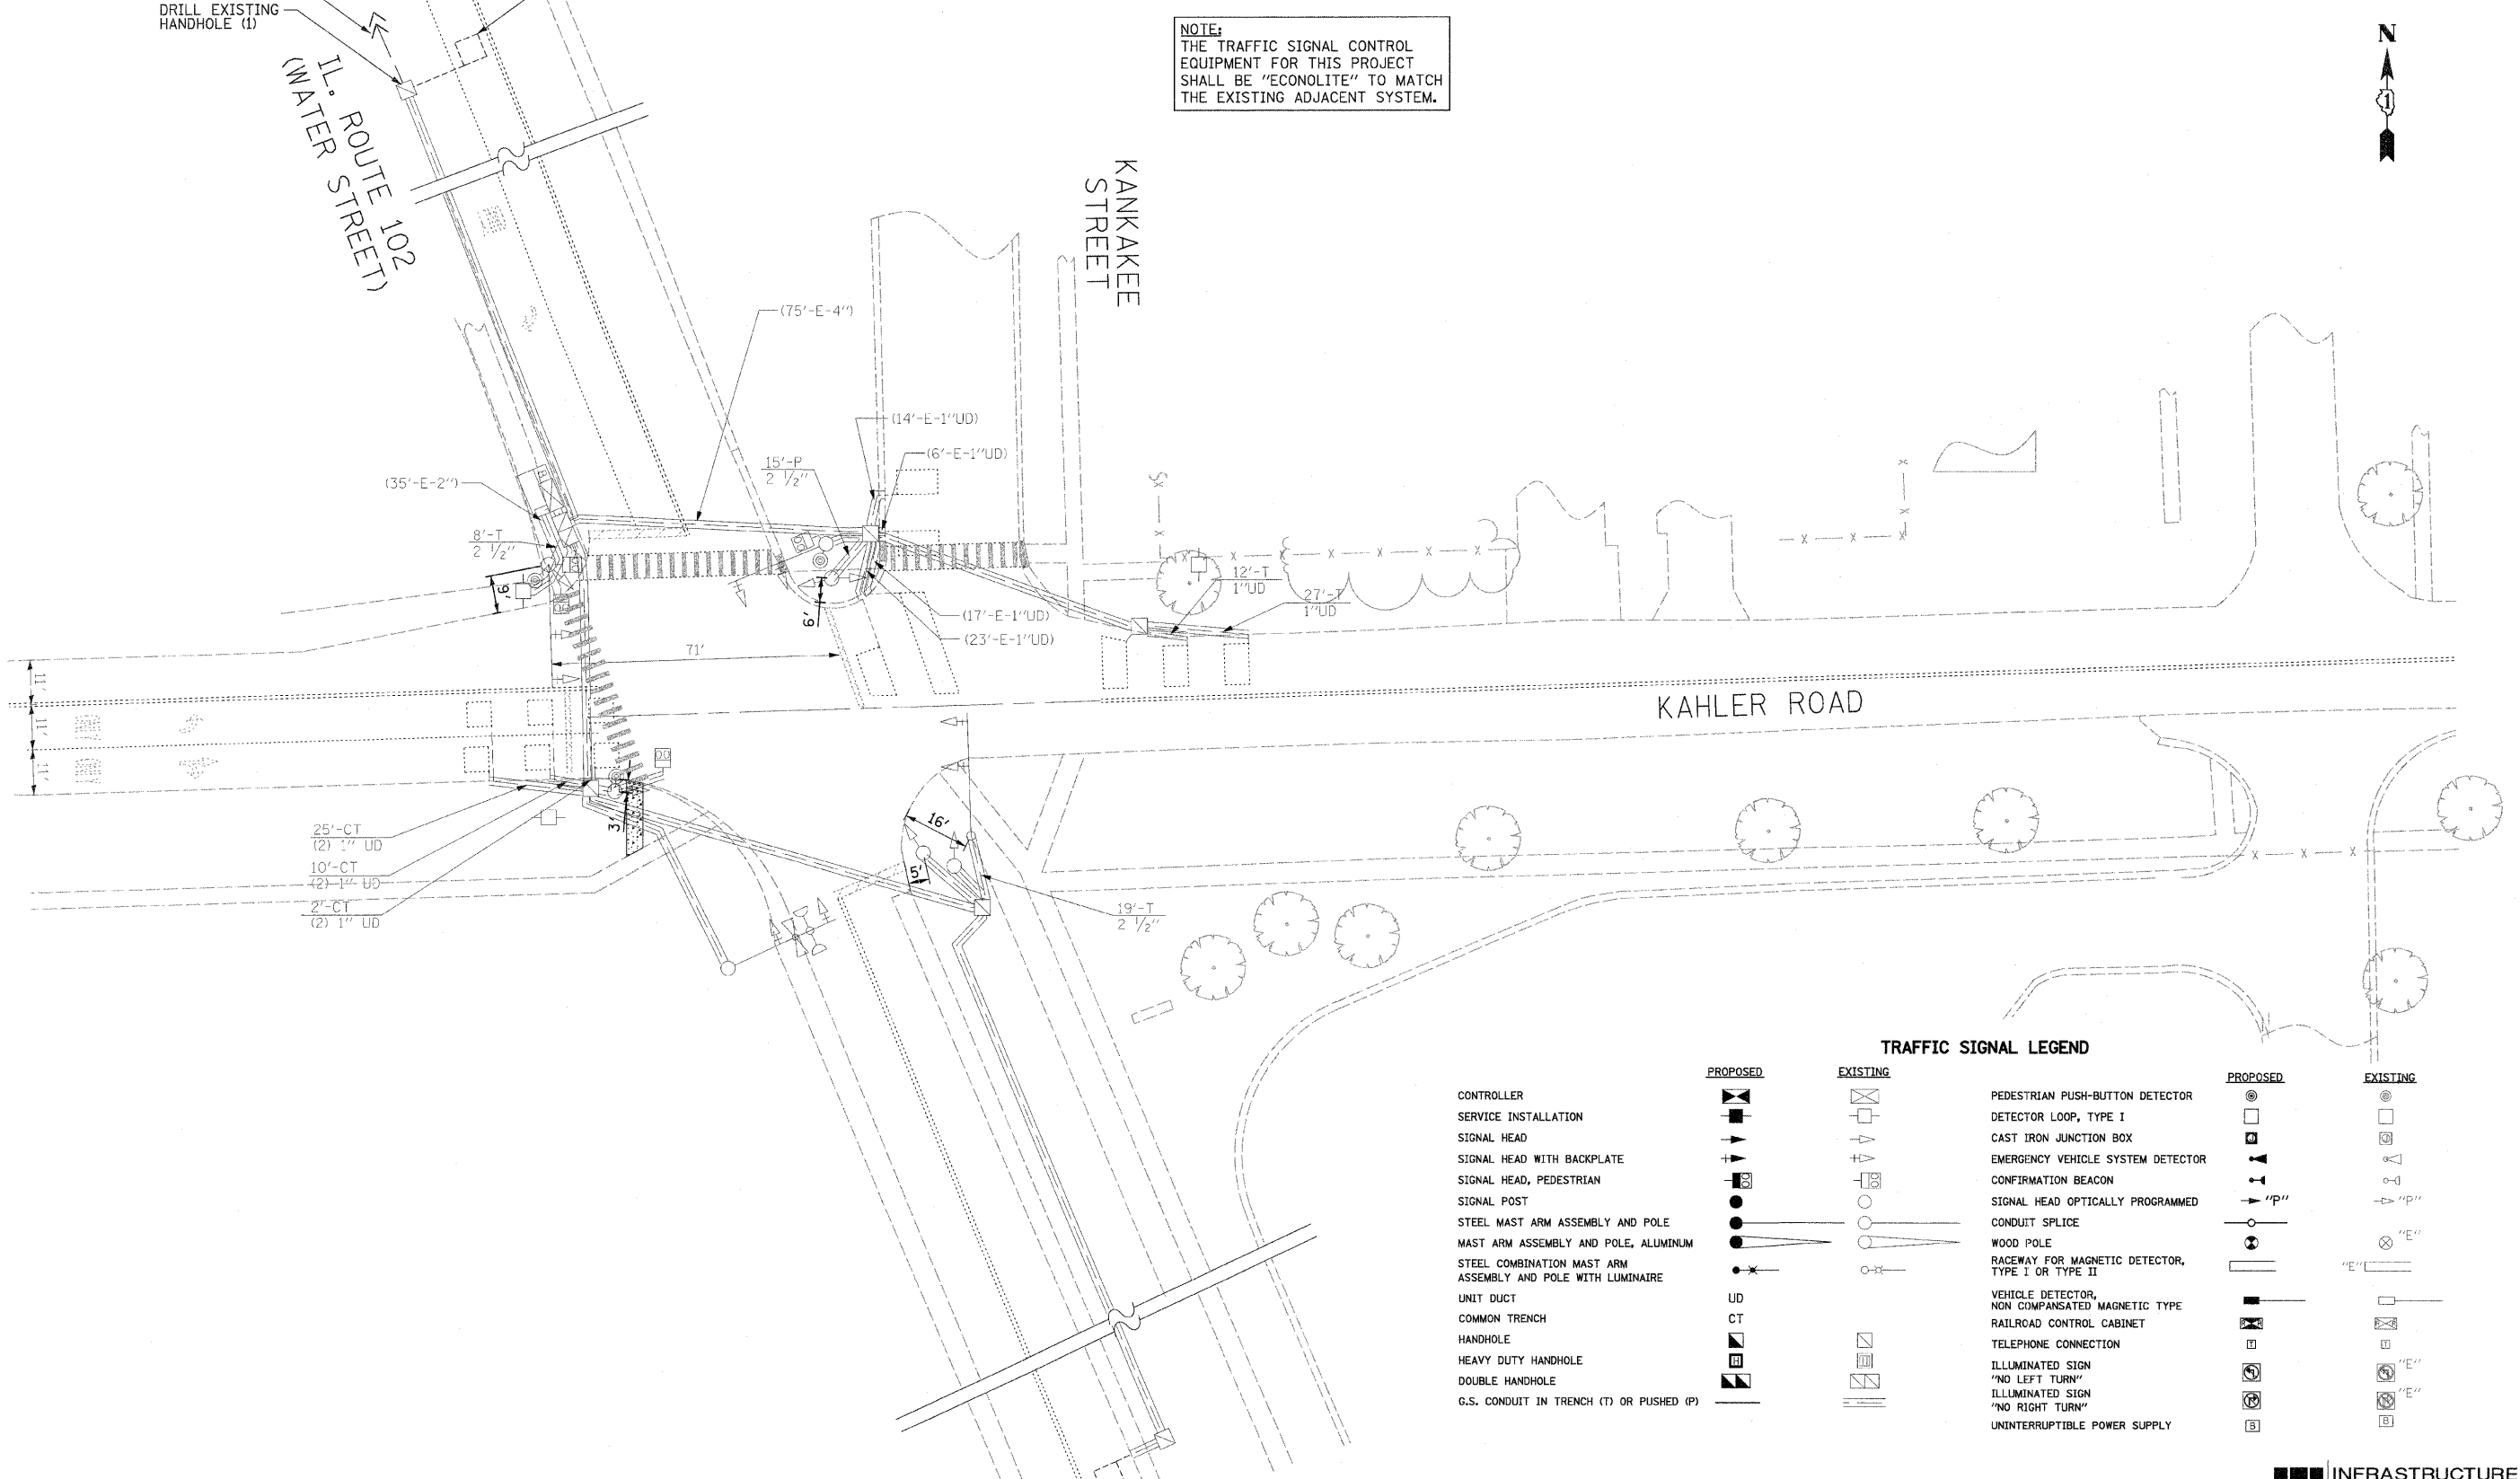 DRILL EXISTING
HANDHOLE (1)
IL. ROUTE 102
(WATER STREET)
NOTE:
THE TRAFFIC SIGNAL CONTROL
EQUIPMENT FOR THIS PROJECT
SHALL BE "ECONOLITE" TO MATCH
THE EXISTING ADJACENT SYSTEM.
N
1
KANKAKEE
STREET
(75'-E-4")
(14'-E-1"UD)
(6'-E-1"UD)
15'-P
2 1/2"
(35'-E-2")
8'-T
2 1/2"
6'
6'
(17'-E-1"UD)
(23'-E-1"UD)
12'-T
1"UD
27'-T
1"UD
71'
11'
11'
11'
KAHLER ROAD
25'-CT
(2) 1" UD
10'-CT
(2) 1" UD
2'-CT
(2) 1" UD
3'
16'
5'
19'-T
2 1/2"
TRAFFIC SIGNAL LEGEND
PROPOSED EXISTING
CONTROLLER
SERVICE INSTALLATION
SIGNAL HEAD
SIGNAL HEAD WITH BACKPLATE
SIGNAL HEAD, PEDESTRIAN
SIGNAL POST
STEEL MAST ARM ASSEMBLY AND POLE
MAST ARM ASSEMBLY AND POLE, ALUMINUM
STEEL COMBINATION MAST ARM
ASSEMBLY AND POLE WITH LUMINAIRE
UNIT DUCT UD
COMMON TRENCH CT
HANDHOLE
HEAVY DUTY HANDHOLE H
DOUBLE HANDHOLE
G.S. CONDUIT IN TRENCH (T) OR PUSHED (P)
PROPOSED EXISTING
PEDESTRIAN PUSH-BUTTON DETECTOR
DETECTOR LOOP, TYPE I
CAST IRON JUNCTION BOX
EMERGENCY VEHICLE SYSTEM DETECTOR
CONFIRMATION BEACON
SIGNAL HEAD OPTICALLY PROGRAMMED "P" "P"
CONDUIT SPLICE
WOOD POLE "E"
RACEWAY FOR MAGNETIC DETECTOR,
TYPE I OR TYPE II "E"
VEHICLE DETECTOR,
NON COMPANSATED MAGNETIC TYPE
RAILROAD CONTROL CABINET
TELEPHONE CONNECTION T T
ILLUMINATED SIGN
"NO LEFT TURN" "E"
ILLUMINATED SIGN
"NO RIGHT TURN" "E"
UNINTERRUPTIBLE POWER SUPPLY B B
INFRASTRUCTURE